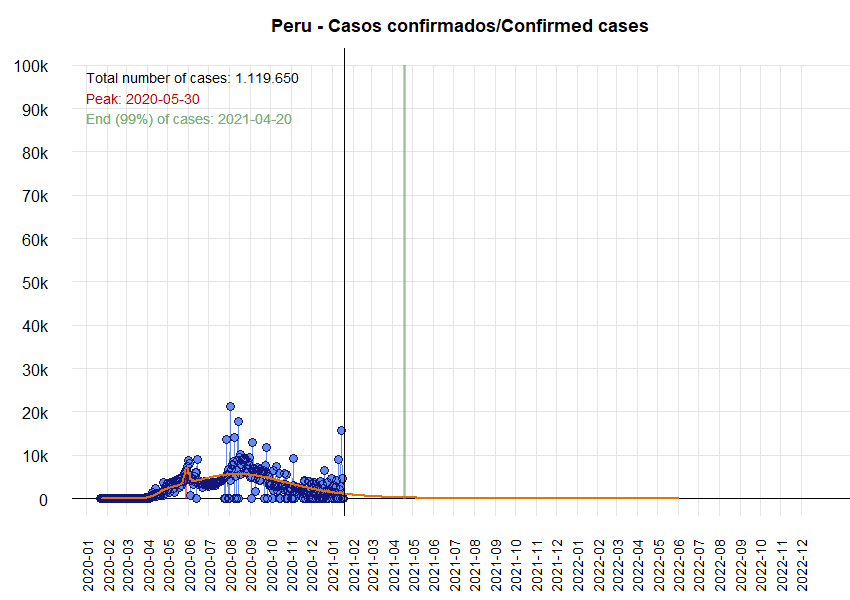 Peru - Casos confirmados/Confirmed cases
100k
90k
80k
70k
60k
50k
40k
30k
20k
10k
0
Total number of cases: 1.119.650
Peak: 2020-05-30
End (99%) of cases: 2021-04-20
2020-01
2020-02
2020-03
2020-04
2020-05
2020-06
2020-07
2020-08
2020-09
2020-10
2020-11
2020-12
2021-01
2021-02
2021-03
2021-04
2021-05
2021-06
2021-07
2021-08
2021-09
2021-10
2021-11
2021-12
2022-01
2022-02
2022-03
2022-04
2022-05
2022-06
2022-07
2022-08
2022-09
2022-10
2022-11
2022-12